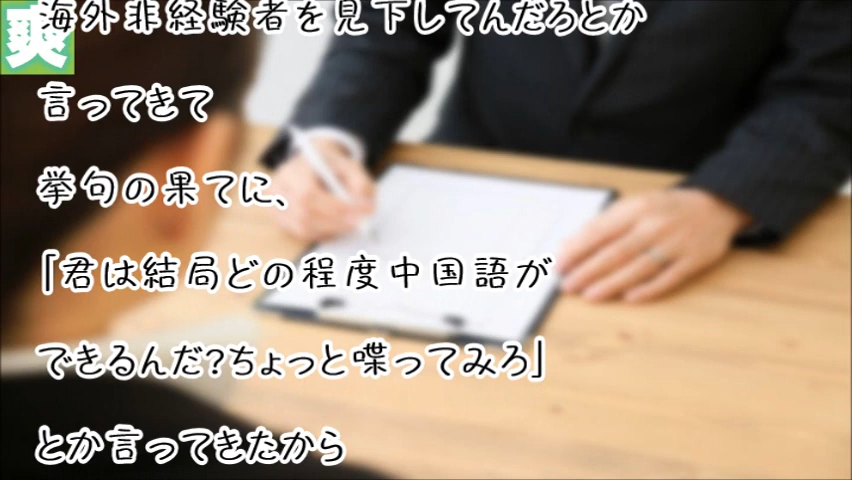 爽
海外非経験者を見下してんだろとか
言ってきて
挙句の果てに、
「君は結局どの程度中国語が
できるんだ?ちょっと喋ってみろ」
とか言ってきたから